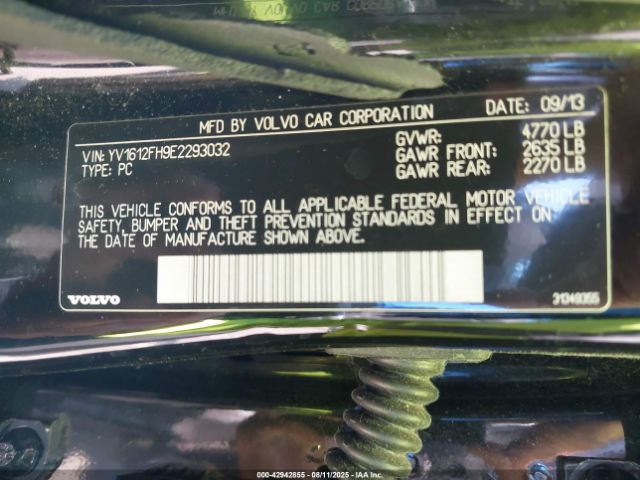 MFD BY VOLVO CAR CORPORATION DATE: 09/13
VIN: YV1612FH9E2293032
TYPE: PC
GVWR: 4770 LB
GAWR FRONT: 2635 LB
GAWR REAR: 2270 LB
THIS VEHICLE CONFORMS TO ALL APPLICABLE FEDERAL MOTOR VEHICLE
SAFETY, BUMPER AND THEFT PREVENTION STANDARDS IN EFFECT ON
THE DATE OF MANUFACTURE SHOWN ABOVE.
VOLVO 31349355
000-42942855 - 08/11/2025 - IAAI.COM